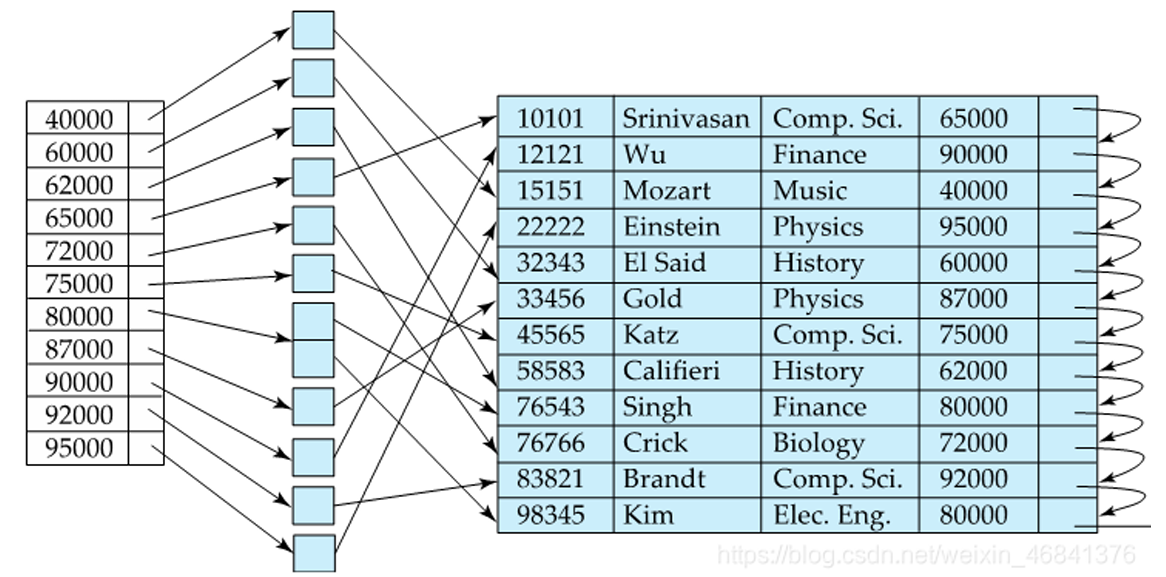 40000
60000
62000
65000
72000
75000
80000
87000
90000
92000
95000
10101 Srinivasan Comp. Sci. 65000
12121 Wu Finance 90000
15151 Mozart Music 40000
22222 Einstein Physics 95000
32343 El Said History 60000
33456 Gold Physics 87000
45565 Katz Comp. Sci. 75000
58583 Califieri History 62000
76543 Singh Finance 80000
76766 Crick Biology 72000
83821 Brandt Comp. Sci. 92000
98345 Kim Elec. Eng. 80000
https://blog.csdn.net/weixin_46841376